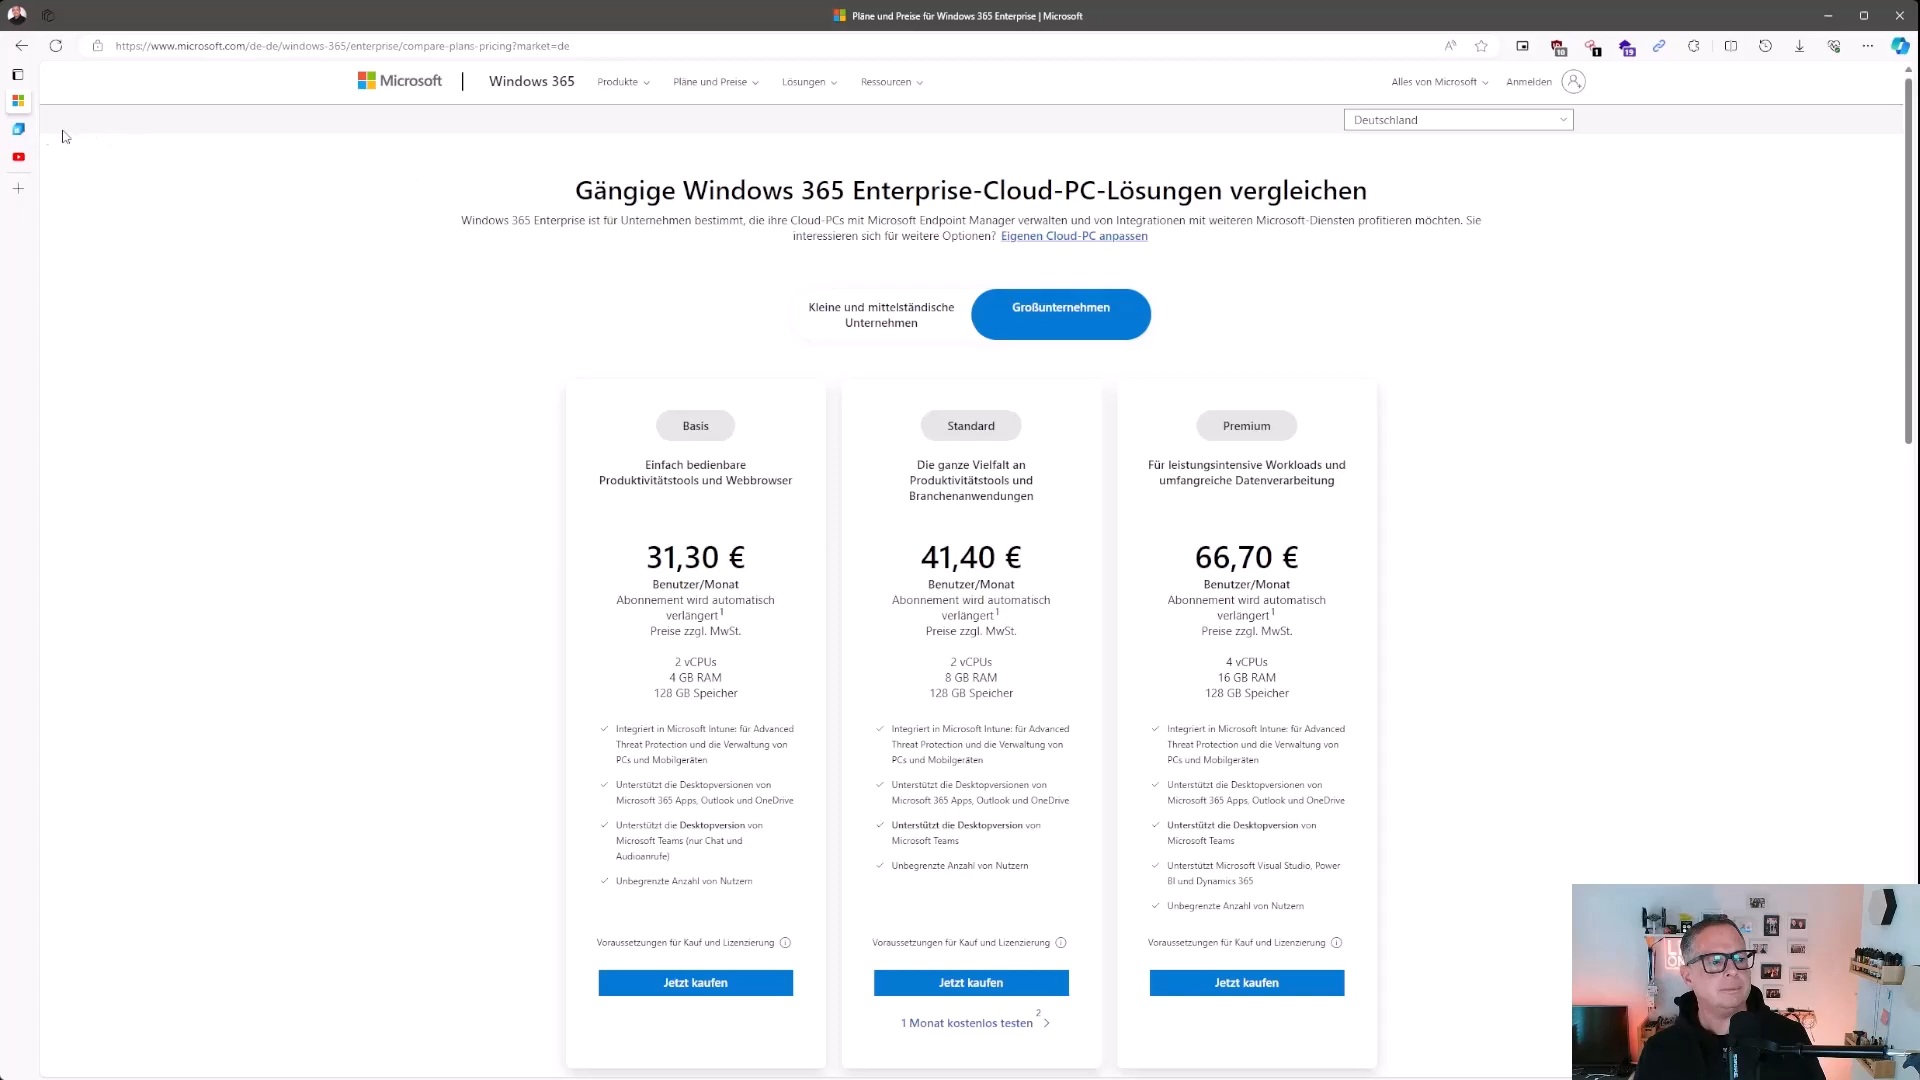 Pläne und Preise für Windows 365 Enterprise | Microsoft
https://www.microsoft.com/de-de/windows-365/enterprise/compare-plans-pricing?market=de
10
1
19
Microsoft
Windows 365
Produkte
Pläne und Preise
Lösungen
Ressourcen
Alles von Microsoft
Anmelden
Deutschland
Gängige Windows 365 Enterprise-Cloud-PC-Lösungen vergleichen
Windows 365 Enterprise ist für Unternehmen bestimmt, die ihre Cloud-PCs mit Microsoft Endpoint Manager verwalten und von Integrationen mit weiteren Microsoft-Diensten profitieren möchten. Sie
interessieren sich für weitere Optionen? Eigenen Cloud-PC anpassen
Kleine und mittelständische
Unternehmen
Großunternehmen
Basis
Einfach bedienbare
Produktivitätstools und Webbrowser
31,30 €
Benutzer/Monat
Abonnement wird automatisch
verlängert1
Preise zzgl. MwSt.
2 vCPUs
4 GB RAM
128 GB Speicher
Integriert in Microsoft Intune: für Advanced
Threat Protection und die Verwaltung von
PCs und Mobilgeräten
Unterstützt die Desktopversionen von
Microsoft 365 Apps, Outlook und OneDrive
Unterstützt die Desktopversion von
Microsoft Teams (nur Chat und
Audioanrufe)
Unbegrenzte Anzahl von Nutzern
Voraussetzungen für Kauf und Lizenzierung
Jetzt kaufen
Standard
Die ganze Vielfalt an
Produktivitätstools und
Branchenanwendungen
41,40 €
Benutzer/Monat
Abonnement wird automatisch
verlängert1
Preise zzgl. MwSt.
2 vCPUs
8 GB RAM
128 GB Speicher
Integriert in Microsoft Intune: für Advanced
Threat Protection und die Verwaltung von
PCs und Mobilgeräten
Unterstützt die Desktopversionen von
Microsoft 365 Apps, Outlook und OneDrive
Unterstützt die Desktopversion von
Microsoft Teams
Unbegrenzte Anzahl von Nutzern
Voraussetzungen für Kauf und Lizenzierung
Jetzt kaufen
1 Monat kostenlos testen 2
Premium
Für leistungsintensive Workloads und
umfangreiche Datenverarbeitung
66,70 €
Benutzer/Monat
Abonnement wird automatisch
verlängert1
Preise zzgl. MwSt.
4 vCPUs
16 GB RAM
128 GB Speicher
Integriert in Microsoft Intune: für Advanced
Threat Protection und die Verwaltung von
PCs und Mobilgeräten
Unterstützt die Desktopversionen von
Microsoft 365 Apps, Outlook und OneDrive
Unterstützt die Desktopversion von
Microsoft Teams
Unterstützt Microsoft Visual Studio, Power
BI und Dynamics 365
Unbegrenzte Anzahl von Nutzern
Voraussetzungen für Kauf und Lizenzierung
Jetzt kaufen